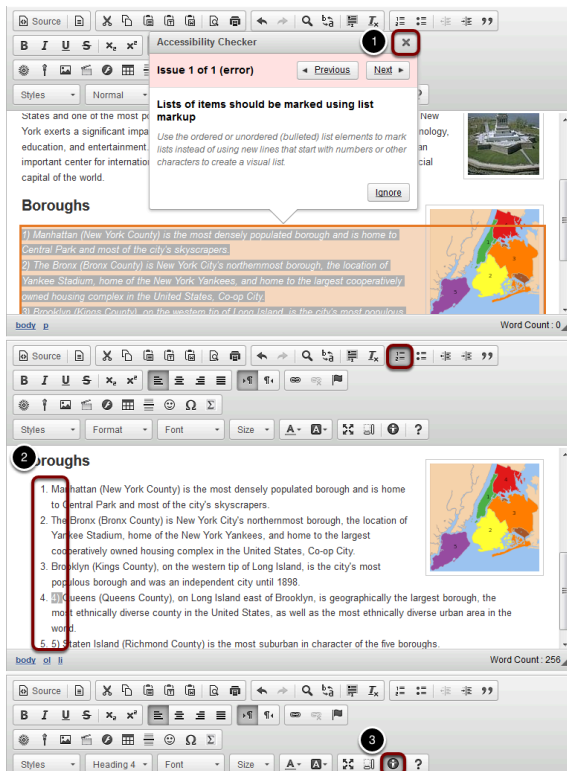 Source
B I U S x₂ x²
Accessibility Checker
1
Issue 1 of 1 (error)
Previous
Next
Lists of items should be marked using list
markup
Use the ordered or unordered (bulleted) list elements to mark
lists instead of using new lines that start with numbers or other
characters to create a visual list.
Ignore
Styles
Normal
States and one of the most po
New
York exerts a significant impa
nology,
education, and entertainment.
an
important center for internation
cial
capital of the world.
Boroughs
1) Manhattan (New York County) is the most densely populated borough and is home to
Central Park and most of the city's skyscrapers.
2) The Bronx (Bronx County) is New York City's northernmost borough, the location of
Yankee Stadium, home of the New York Yankees, and home to the largest cooperatively
owned housing complex in the United States, Co-op City.
3) Brooklyn (Kings County), on the western tip of Long Island, is the city's most populous
body p
Word Count : 0
Source
B I U S x₂ x²
Ω Σ
Styles
Format
Font
Size
A
A
?
2
Boroughs
1. Manhattan (New York County) is the most densely populated borough and is home
to Central Park and most of the city's skyscrapers.
2. The Bronx (Bronx County) is New York City's northernmost borough, the location of
Yankee Stadium, home of the New York Yankees, and home to the largest
cooperatively owned housing complex in the United States, Co-op City.
3. Brooklyn (Kings County), on the western tip of Long Island, is the city's most
populous borough and was an independent city until 1898.
4. 4) Queens (Queens County), on Long Island east of Brooklyn, is geographically the largest borough, the
most ethnically diverse county in the United States, as well as the most ethnically diverse urban area in the
world.
5. 5) Staten Island (Richmond County) is the most suburban in character of the five boroughs.
body ol li
Word Count : 256
Source
B I U S x₂ x²
Ω Σ
3
Styles
Heading 4
Font
Size
A
A
?